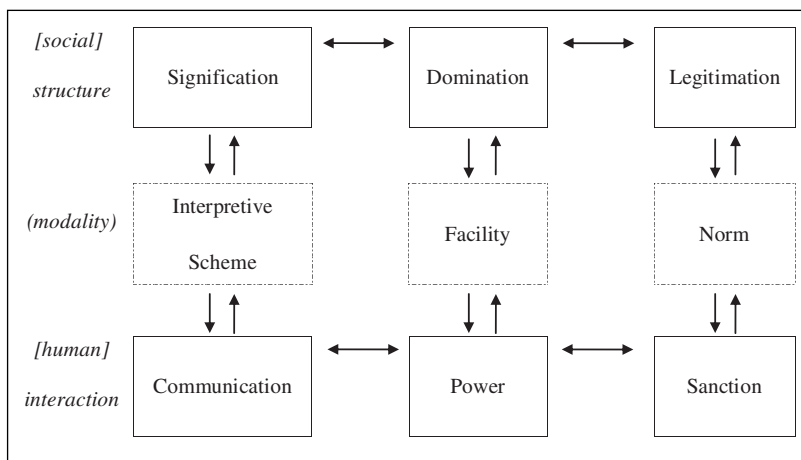 [social]
structure
Signification
Domination
Legitimation
(modality)
Interpretive
Scheme
Facility
Norm
[human]
interaction
Communication
Power
Sanction